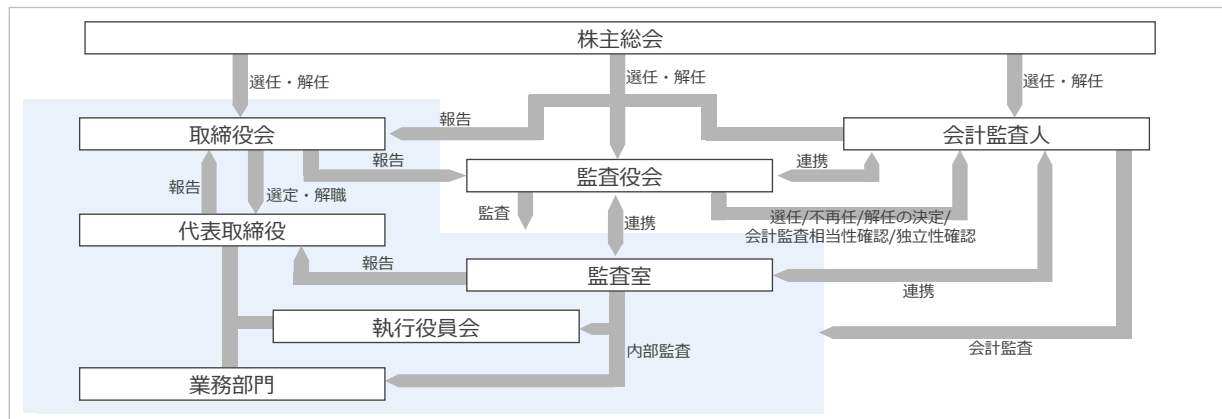 株主総会
選任・解任
選任・解任
選任・解任
報告
取締役会
会計監査人
報告
連携
監査役会
報告
選定・解職
監査
連携
選任/不再任/解任の決定/
会計監査相当性確認/独立性確認
代表取締役
報告
監査室
連携
執行役員会
内部監査
会計監査
業務部門